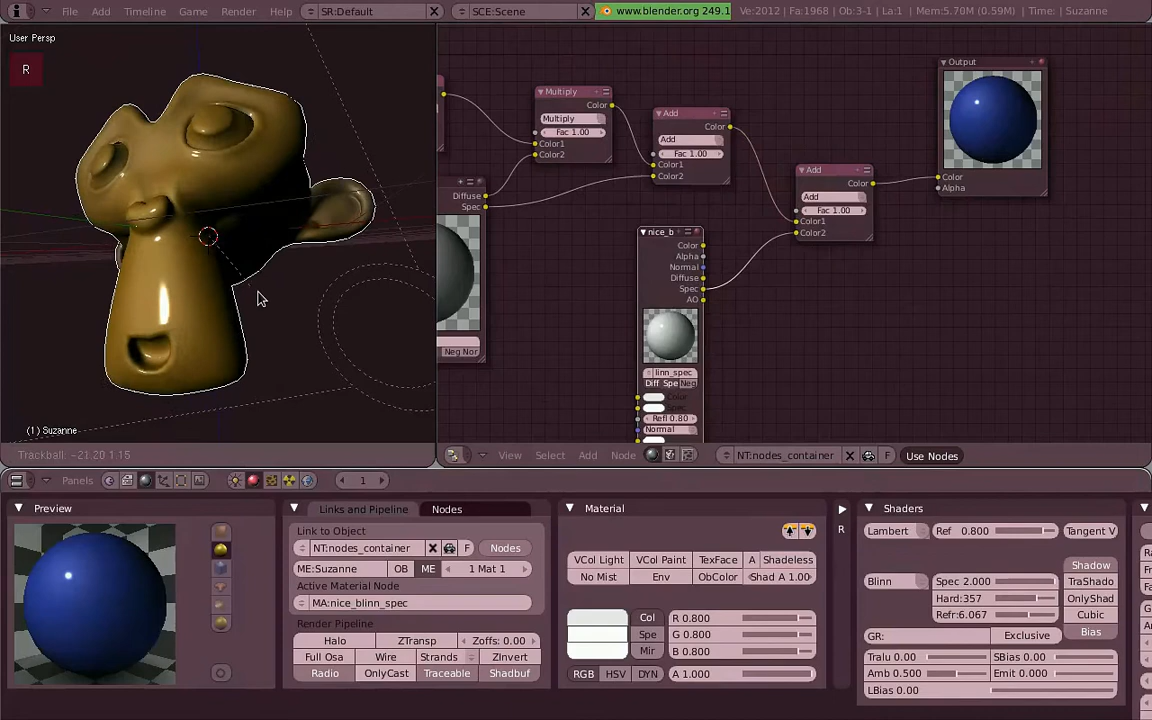 File Add Timeline Game Render Help SR:Default SCE:Scene www.blender.org 249.1 Ve:2012 | Fa:1968 | Ob:3-1 | La:1 | Mem:5.70M (0.59M) | Time: | Suzanne
User Persp
R
(1) Suzanne
Trackball: -21.20 1.15
Multiply
Color
Multiply
Fac 1.00
Color1
Color2
Diffuse
Spec
Neg Nor
Add
Color
Add
Fac 1.00
Color1
Color2
nice_b
Color
Alpha
Normal
Diffuse
Spec
AO
linn_spec
Diff Spe Neg
Color
Spec
Refl 0.80
Normal
Add
Color
Add
Fac 1.00
Color1
Color2
Output
Color
Alpha
View Select Add Node NT:nodes_container F Use Nodes
Panels 1
Preview
Links and Pipeline Nodes
Link to Object
NT:nodes_container F Nodes
ME:Suzanne OB ME 1 Mat 1
Active Material Node
MA:nice_blinn_spec
Render Pipeline
Halo ZTransp Zoffs: 0.00
Full Osa Wire Strands ZInvert
Radio OnlyCast Traceable Shadbuf
Material
VCol Light VCol Paint TexFace A Shadeless
No Mist Env ObColor Shad A 1.00
Col R 0.800
Spe G 0.800
Mir B 0.800
RGB HSV DYN A 1.000
R
Shaders
Lambert Ref 0.800 Tangent V
Shadow
Blinn Spec 2.000 TraShado
Hard:357 OnlyShad
Refr:6.067 Cubic
GR: Exclusive Bias
Tralu 0.00 SBias 0.00
Amb 0.500 Emit 0.000
LBias 0.00